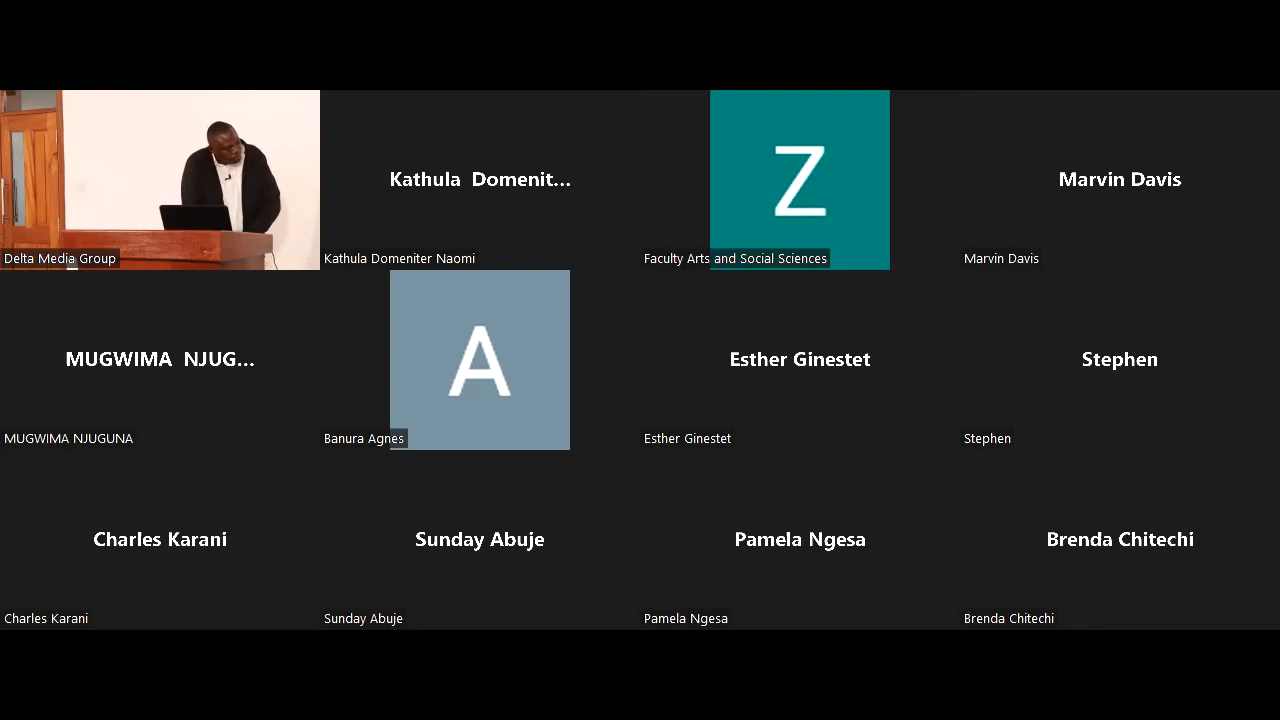 Kathula Domenit...
Z
Marvin Davis
Delta Media Group
Kathula Domeniter Naomi
Faculty Arts and Social Sciences
Marvin Davis
MUGWIMA NJUG...
A
Esther Ginestet
Stephen
MUGWIMA NJUGUNA
Banura Agnes
Esther Ginestet
Stephen
Charles Karani
Sunday Abuje
Pamela Ngesa
Brenda Chitechi
Charles Karani
Sunday Abuje
Pamela Ngesa
Brenda Chitechi